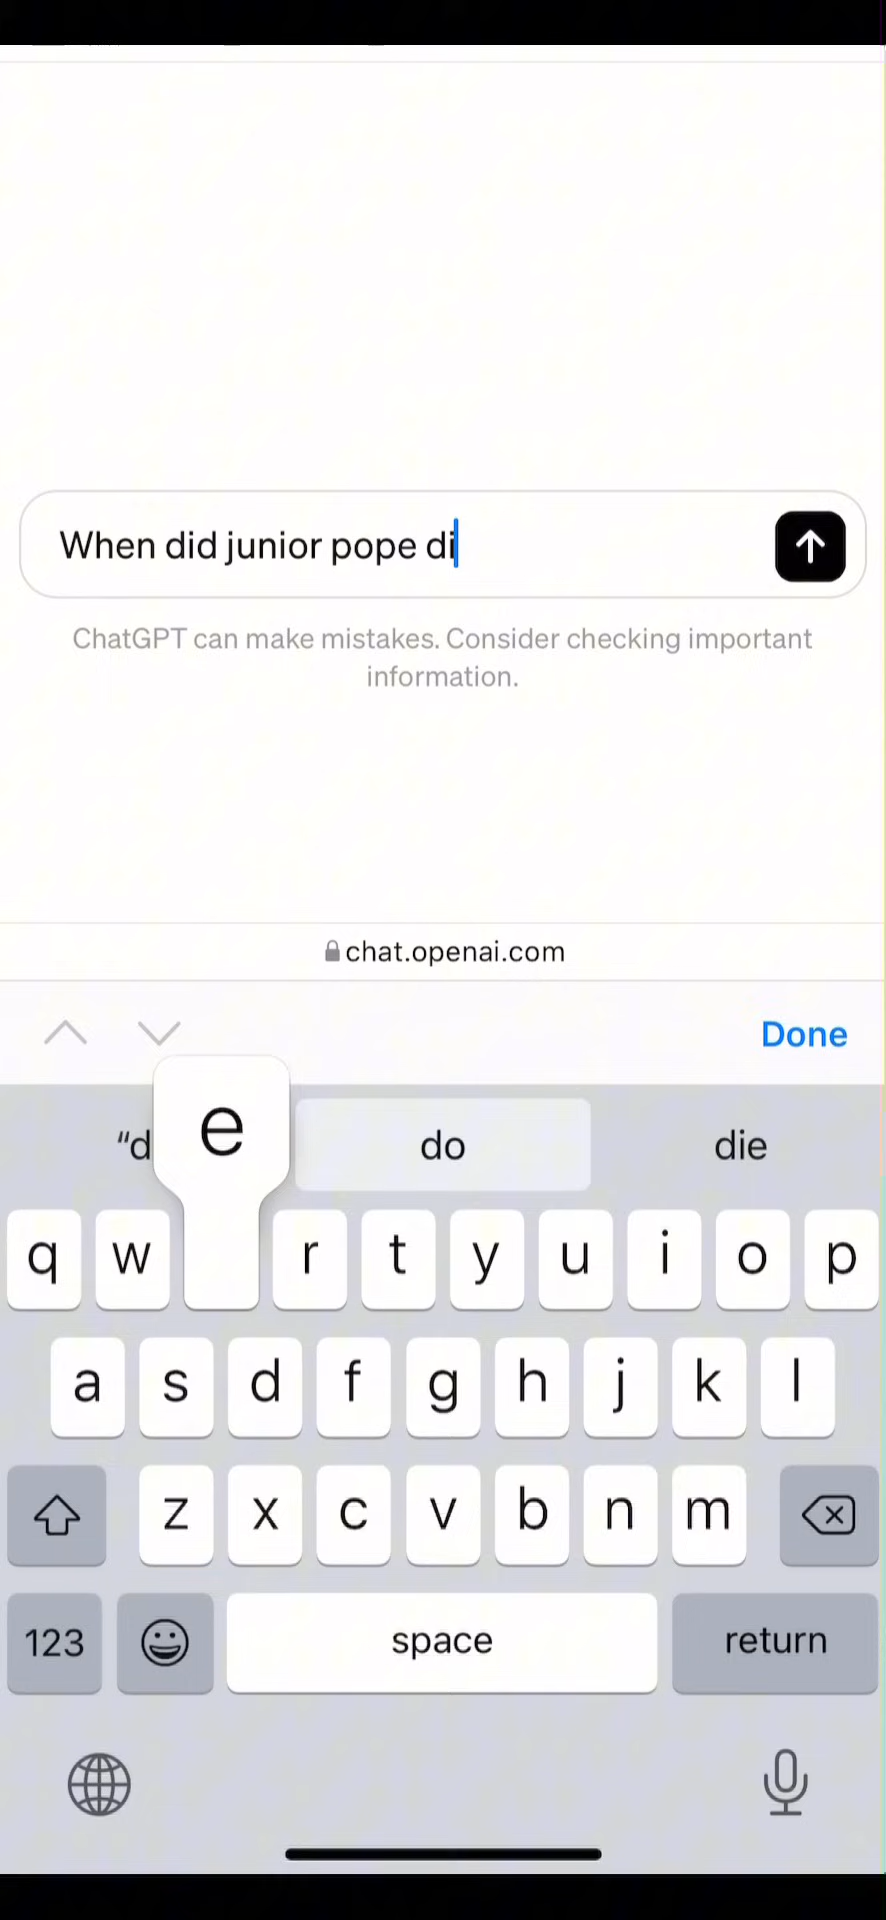 When did junior pope di
ChatGPT can make mistakes. Consider checking important
information.
chat.openai.com
Done
"d
e
do
die
q w r t y u i o p
a s d f g h j k l
z x c v b n m
123
space
return